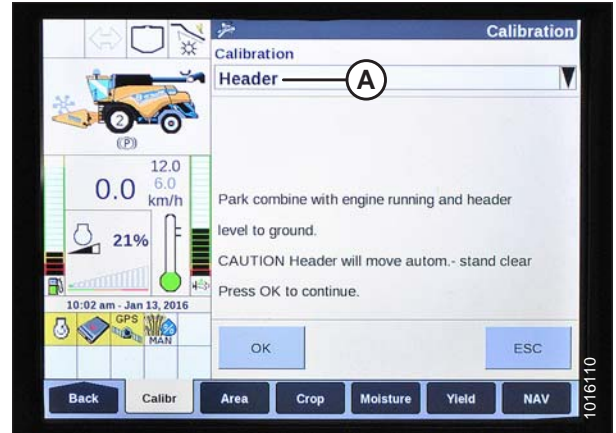 Calibration
Calibration
Header
A
2
(P)
12.0
0.0 6.0
km/h
21%
Park combine with engine running and header
level to ground.
CAUTION Header will move autom.- stand clear
Press OK to continue.
10:02 am - Jan 13, 2016
GPS
MAN
OK
ESC
Back
Calibr
Area
Crop
Moisture
Yield
NAV
1016110